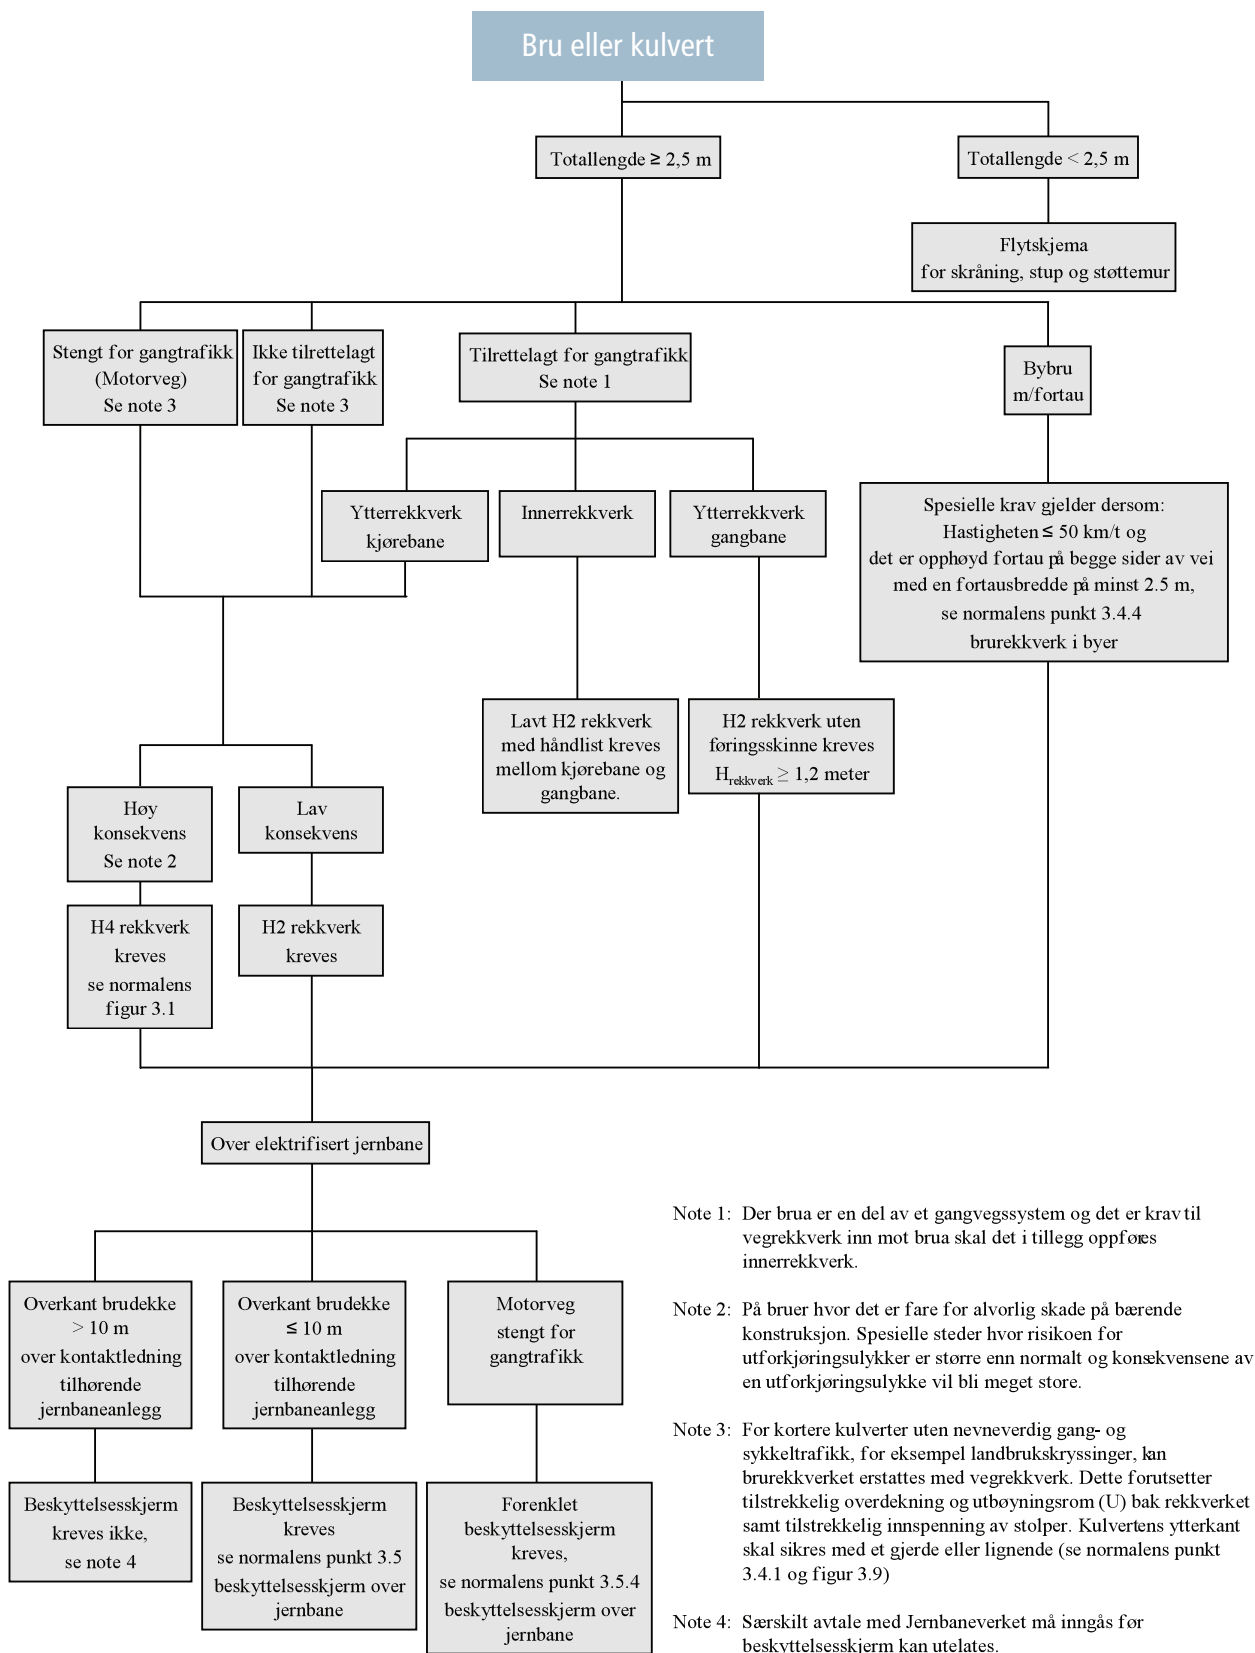 Bru eller kulvert
Totallengde ≥ 2,5 m
Totallengde < 2,5 m
Flytskjema
for skråning, stup og støttemur
Stengt for gangtrafikk
(Motorveg)
Se note 3
Ikke tilrettelagt
for gangtrafikk
Se note 3
Tilrettelagt for gangtrafikk
Se note 1
Bybru
m/fortau
Ytterrekkverk
kjørebane
Innerrekkverk
Ytterrekkverk
gangbane
Spesielle krav gjelder dersom:
Hastigheten ≤ 50 km/t og
det er opphøyd fortau på begge sider av vei
med en fortausbredde på minst 2.5 m,
se normalens punkt 3.4.4
brurekkverk i byer
Lavt H2 rekkverk
med håndlist kreves
mellom kjørebane og
gangbane.
H2 rekkverk uten
føringsskinne kreves
Hrekkverk ≥ 1,2 meter
Høy
konsekvens
Se note 2
Lav
konsekvens
H4 rekkverk
kreves
se normalens
figur 3.1
H2 rekkverk
kreves
Over elektrifisert jernbane
Overkant brudekke
> 10 m
over kontaktledning
tilhørende
jernbaneanlegg
Overkant brudekke
≤ 10 m
over kontaktledning
tilhørende
jernbaneanlegg
Motorveg
stengt for
gangtrafikk
Beskyttelsesskjerm
kreves ikke,
se note 4
Beskyttelsesskjerm
kreves
se normalens punkt 3.5
beskyttelsesskjerm over
jernbane
Forenklet
beskyttelsesskjerm
kreves,
se normalens punkt 3.5.4
beskyttelsesskjerm over
jernbane
Note 1: Der brua er en del av et gangvegssystem og det er krav til
vegrekkverk inn mot brua skal det i tillegg oppføres
innerrekkverk.
Note 2: På bruer hvor det er fare for alvorlig skade på bærende
konstruksjon. Spesielle steder hvor risikoen for
utforkjøringsulykker er større enn normalt og konsekvensene av
en utforkjøringsulykke vil bli meget store.
Note 3: For kortere kulverter uten nevneverdig gang- og
sykkeltrafikk, for eksempel landbrukskryssinger, kan
brurekkverket erstattes med vegrekkverk. Dette forutsetter
tilstrekkelig overdekning og utbøyningsrom (U) bak rekkverket
samt tilstrekkelig innspenning av stolper. Kulvertens ytterkant
skal sikres med et gjerde eller lignende (se normalens punkt
3.4.1 og figur 3.9)
Note 4: Særskilt avtale med Jernbaneverket må inngås før
beskyttelsesskjerm kan utelates.